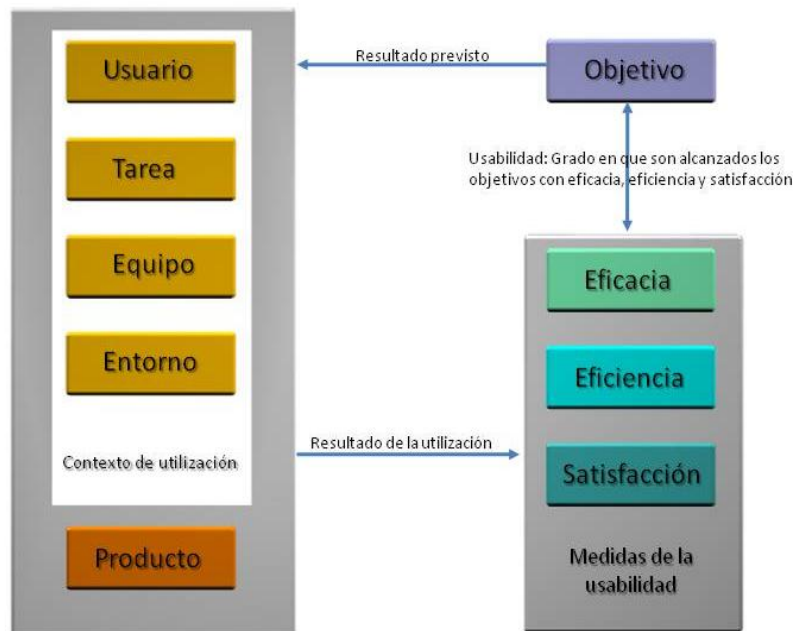 Usuario
Tarea
Equipo
Entorno
Contexto de utilización
Producto
Resultado previsto
Objetivo
Usabilidad: Grado en que son alcanzados los
objetivos con eficacia, eficiencia y satisfacción
Resultado de la utilización
Eficacia
Eficiencia
Satisfacción
Medidas de la
usabilidad